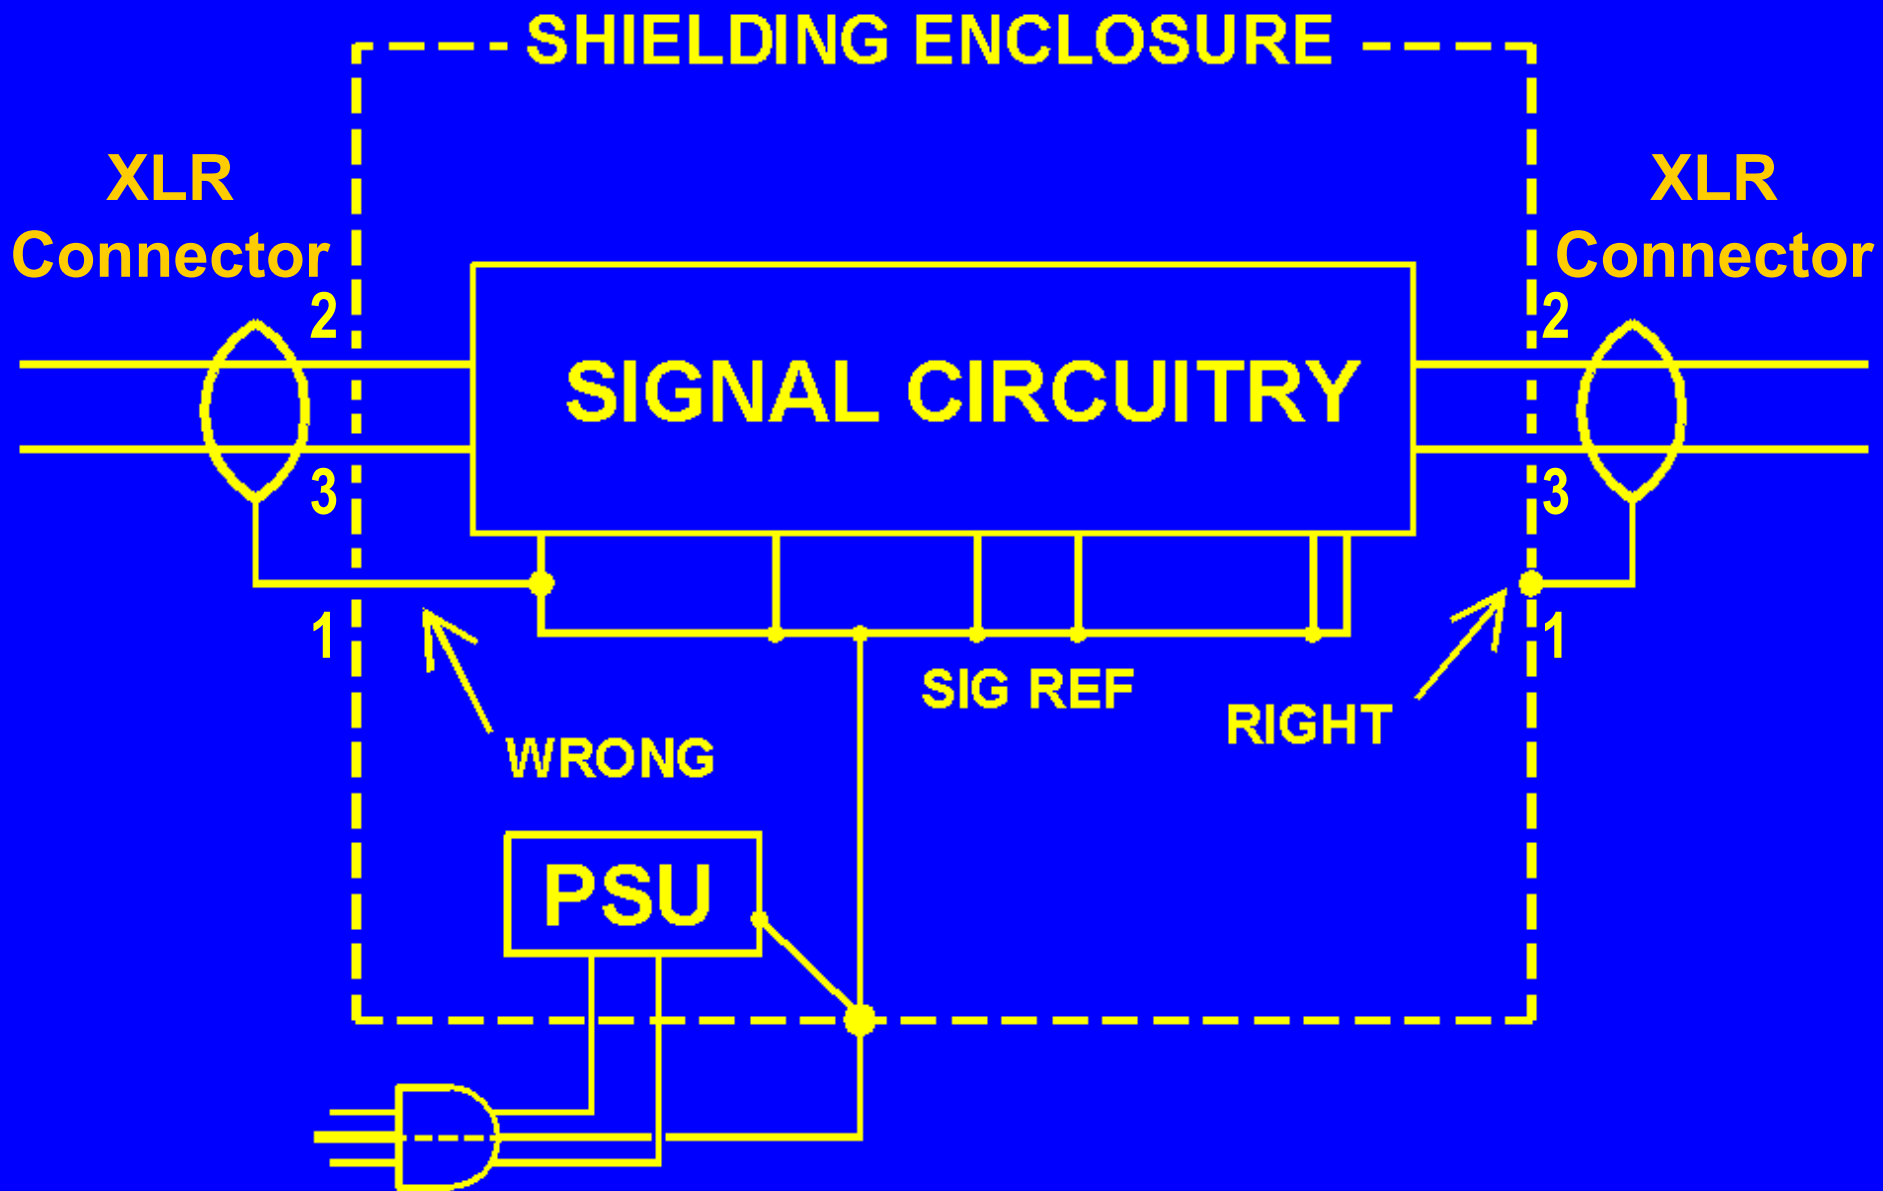 SHIELDING ENCLOSURE
XLR
Connector
XLR
Connector
2
2
SIGNAL CIRCUITRY
3
3
1
1
SIG REF
RIGHT
WRONG
PSU